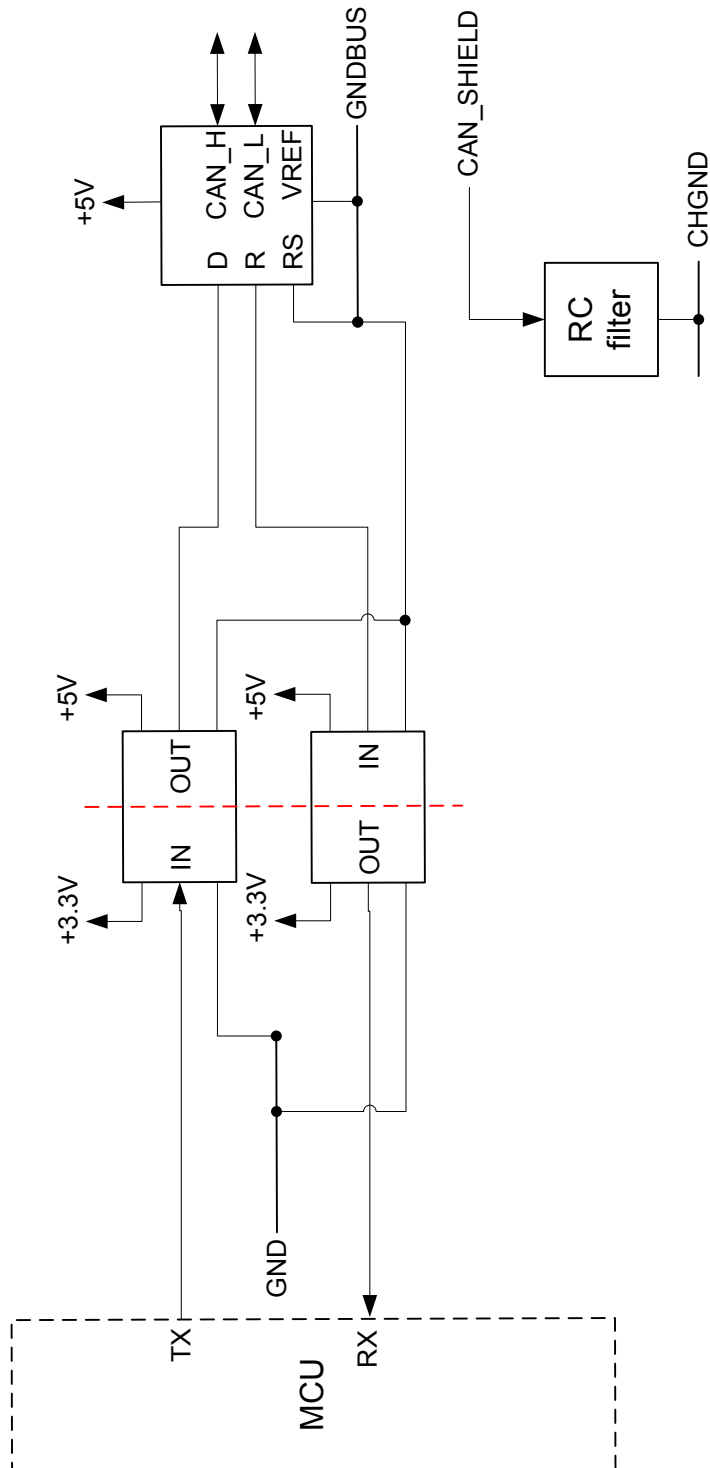 MCU
TX
RX
GND
+3.3V
IN
OUT
+5V
+3.3V
OUT
IN
+5V
+5V
D CAN_H
R CAN_L
RS VREF
GNDBUS
CAN_SHIELD
RC
filter
CHGND